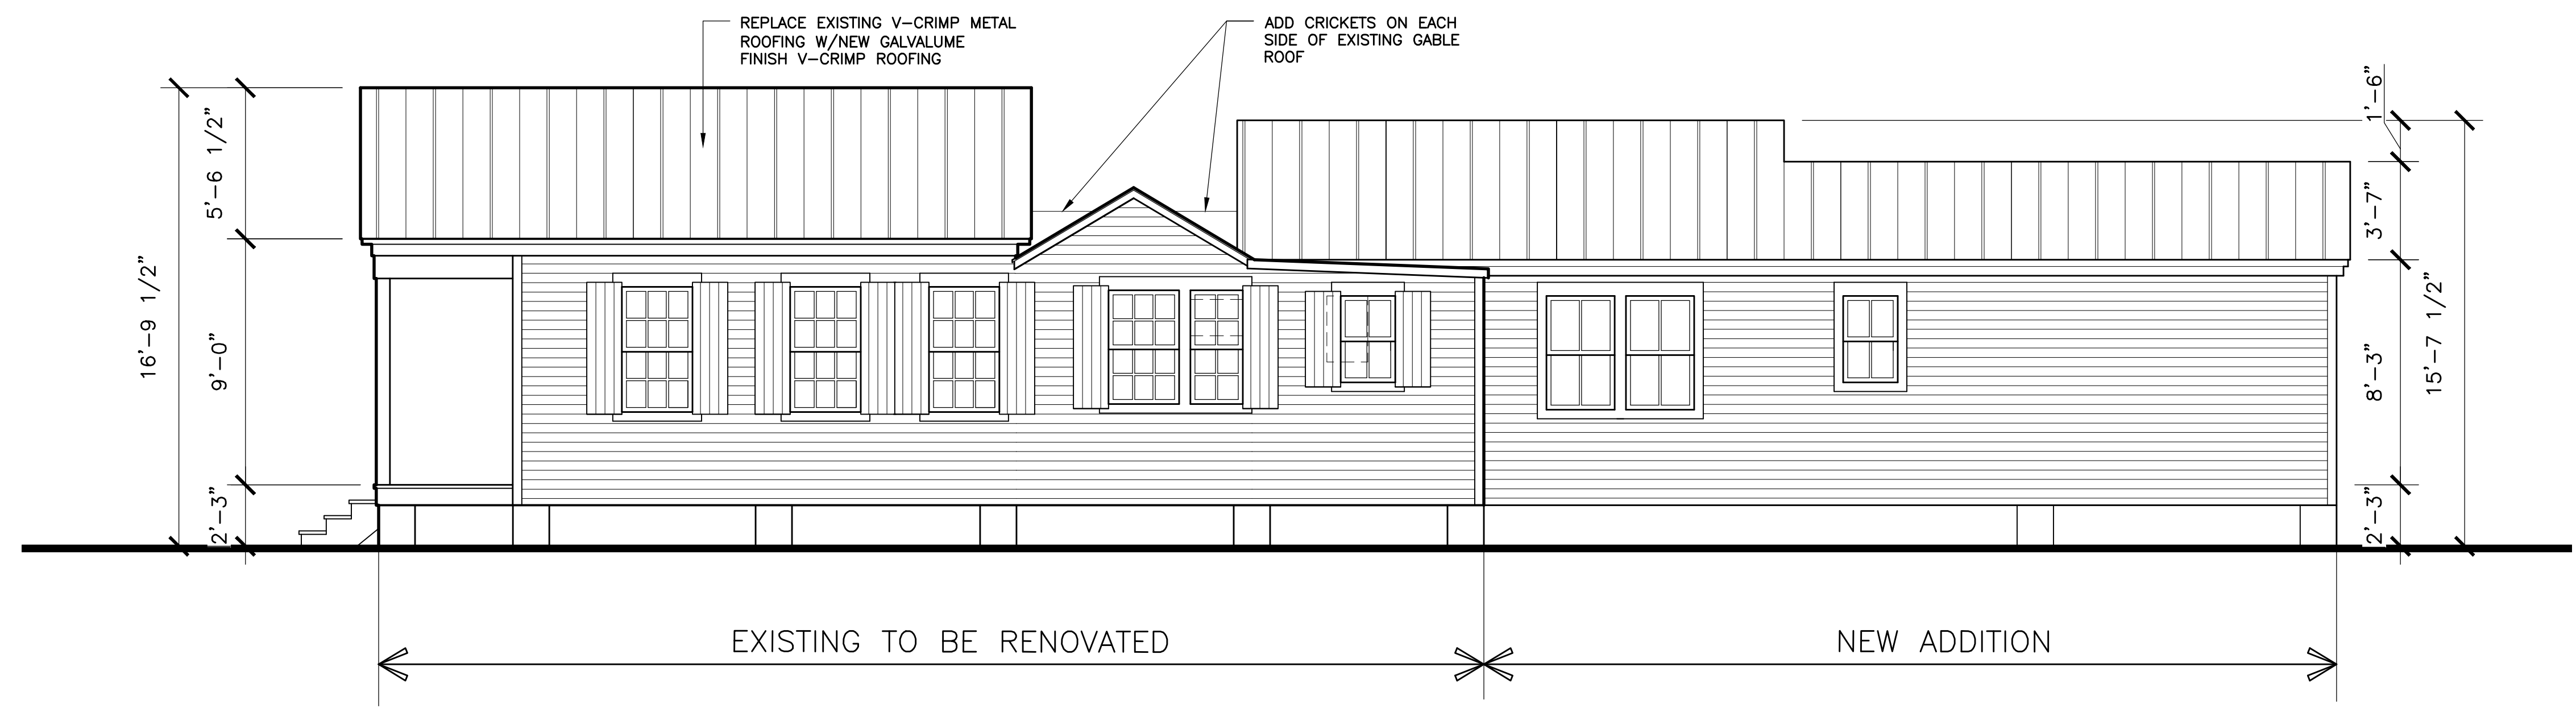 REPLACE EXISTING V-CRIMP METAL
ROOFING W/NEW GALVALUME
FINISH V-CRIMP ROOFING
ADD CRICKETS ON EACH
SIDE OF EXISTING GABLE
ROOF
16'-9 1/2"
5'-6 1/2"
9'-0"
2'-3"
1'-6"
3'-7"
8'-3"
2'-3"
15'-7 1/2"
EXISTING TO BE RENOVATED
NEW ADDITION